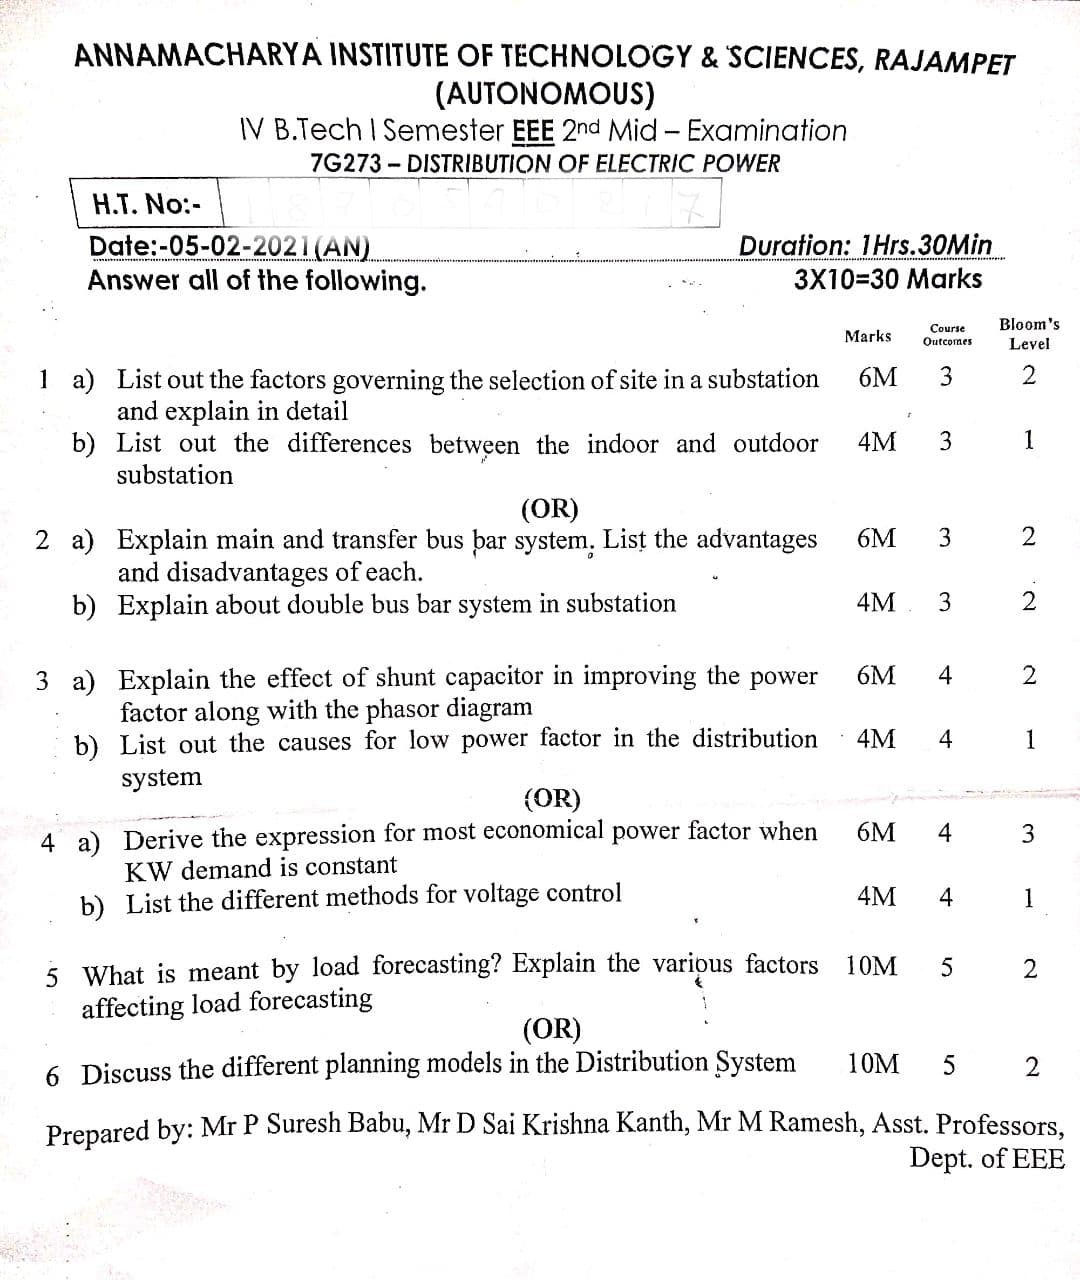 ANNAMACHARYA INSTITUTE OF TECHNOLOGY & SCIENCES, RAJAMPET
(AUTONOMOUS)
IV B.Tech I Semester EEE 2nd Mid – Examination
7G273 – DISTRIBUTION OF ELECTRIC POWER
H.T. No:-
Date:-05-02-2021(AN) Duration: 1Hrs.30Min
Answer all of the following. 3X10=30 Marks
Marks Course Outcomes Bloom's Level
1 a) List out the factors governing the selection of site in a substation 6M 3 2
and explain in detail
b) List out the differences between the indoor and outdoor 4M 3 1
substation
(OR)
2 a) Explain main and transfer bus bar system. List the advantages 6M 3 2
and disadvantages of each.
b) Explain about double bus bar system in substation 4M 3 2
3 a) Explain the effect of shunt capacitor in improving the power 6M 4 2
factor along with the phasor diagram
b) List out the causes for low power factor in the distribution 4M 4 1
system
(OR)
4 a) Derive the expression for most economical power factor when 6M 4 3
KW demand is constant
b) List the different methods for voltage control 4M 4 1
5 What is meant by load forecasting? Explain the various factors 10M 5 2
affecting load forecasting
(OR)
6 Discuss the different planning models in the Distribution System 10M 5 2
Prepared by: Mr P Suresh Babu, Mr D Sai Krishna Kanth, Mr M Ramesh, Asst. Professors,
Dept. of EEE